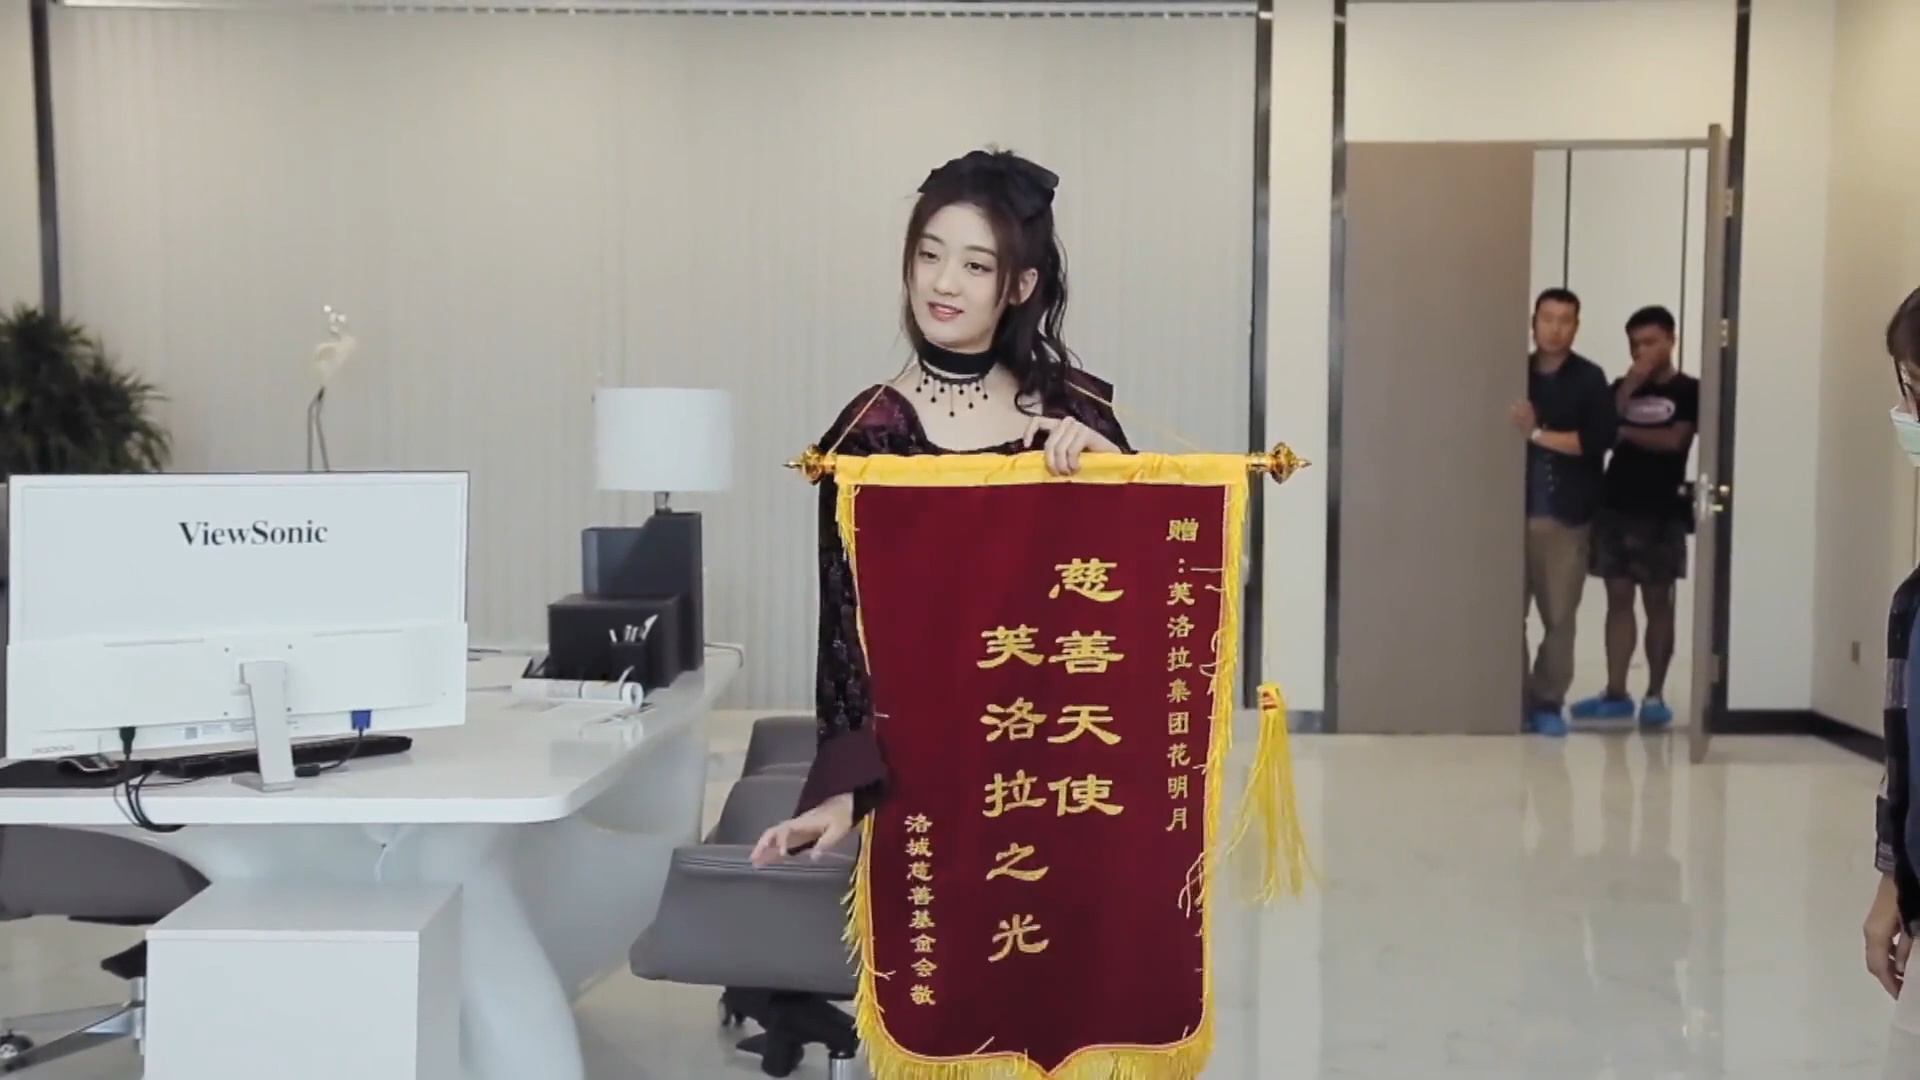 ViewSonic
赠:芙洛拉集团花明月
慈善天使
芙洛拉之光
洛城慈善基金会敬